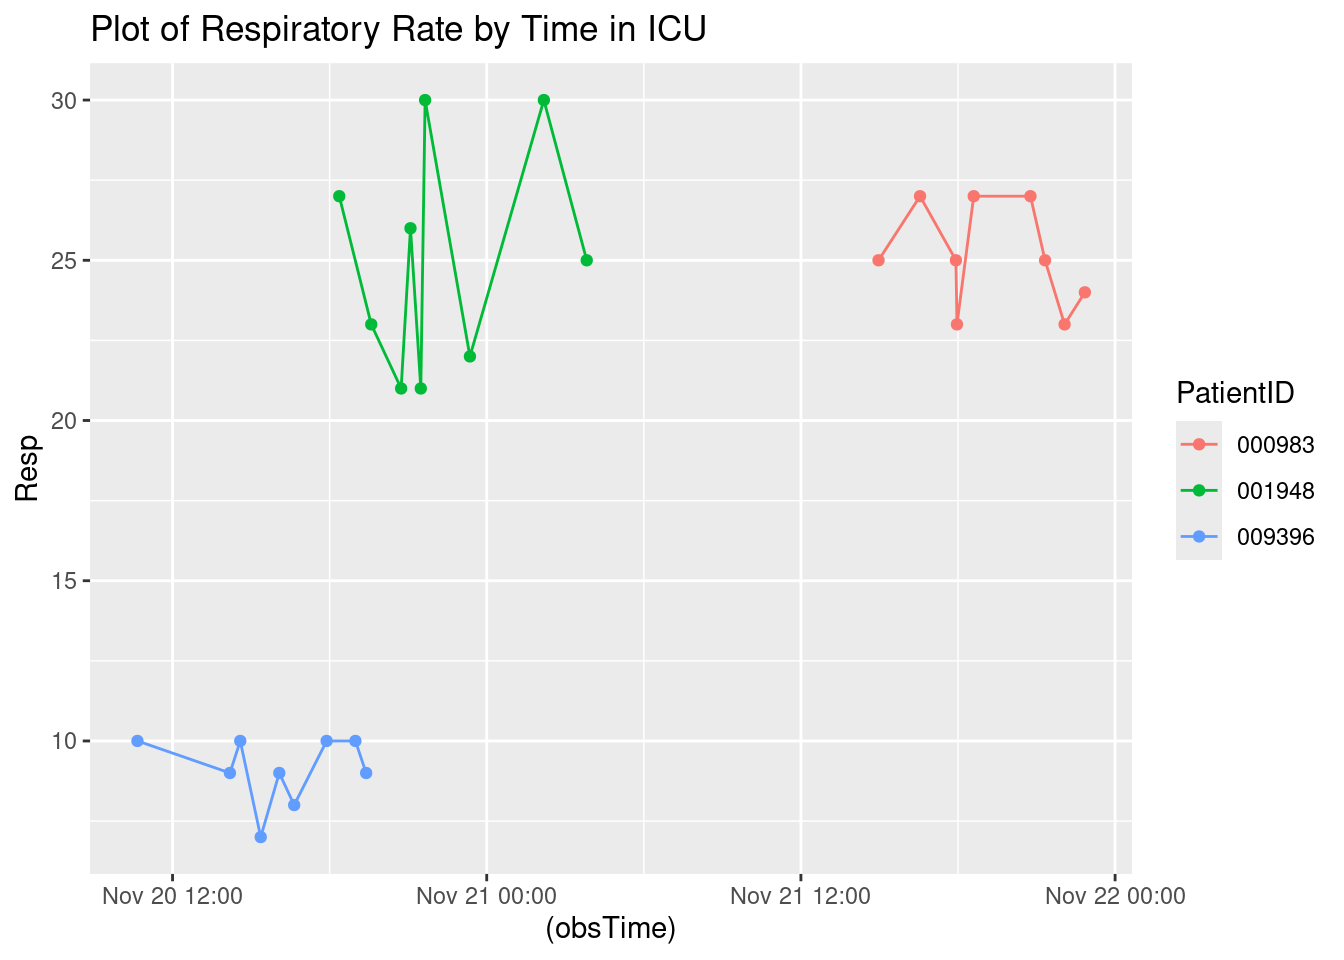 Plot of Respiratory Rate by Time in ICU
30
25
20
15
10
Resp
Nov 20 12:00
Nov 21 00:00
Nov 21 12:00
Nov 22 00:00
(obsTime)
PatientID
000983
001948
009396